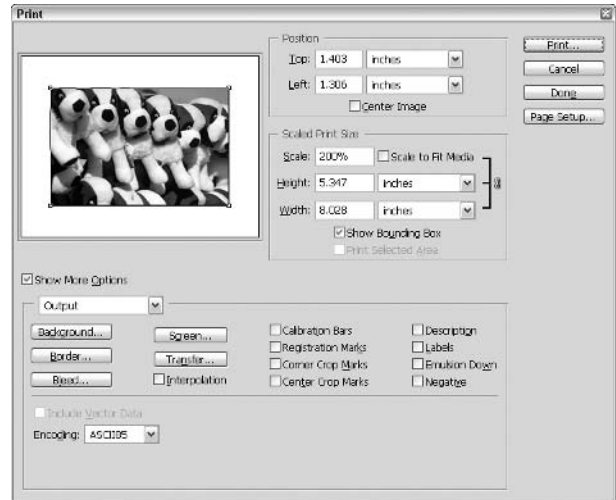 Print
Position
Top: 1.403 inches
Left: 1.306 inches
Center Image
Print...
Cancel
Done
Page Setup...
Scaled Print Size
Scale: 200% Scale to Fit Media
Height: 5.347 inches
Width: 8.028 inches
Show Bounding Box
Print Selected Area
Show More Options
Output
Background...
Border...
Bleed...
Screen...
Transfer...
Interpolation
Calibration Bars
Registration Marks
Corner Crop Marks
Center Crop Marks
Description
Labels
Emulsion Down
Negative
Include Vector Data
Encoding: ASCII85